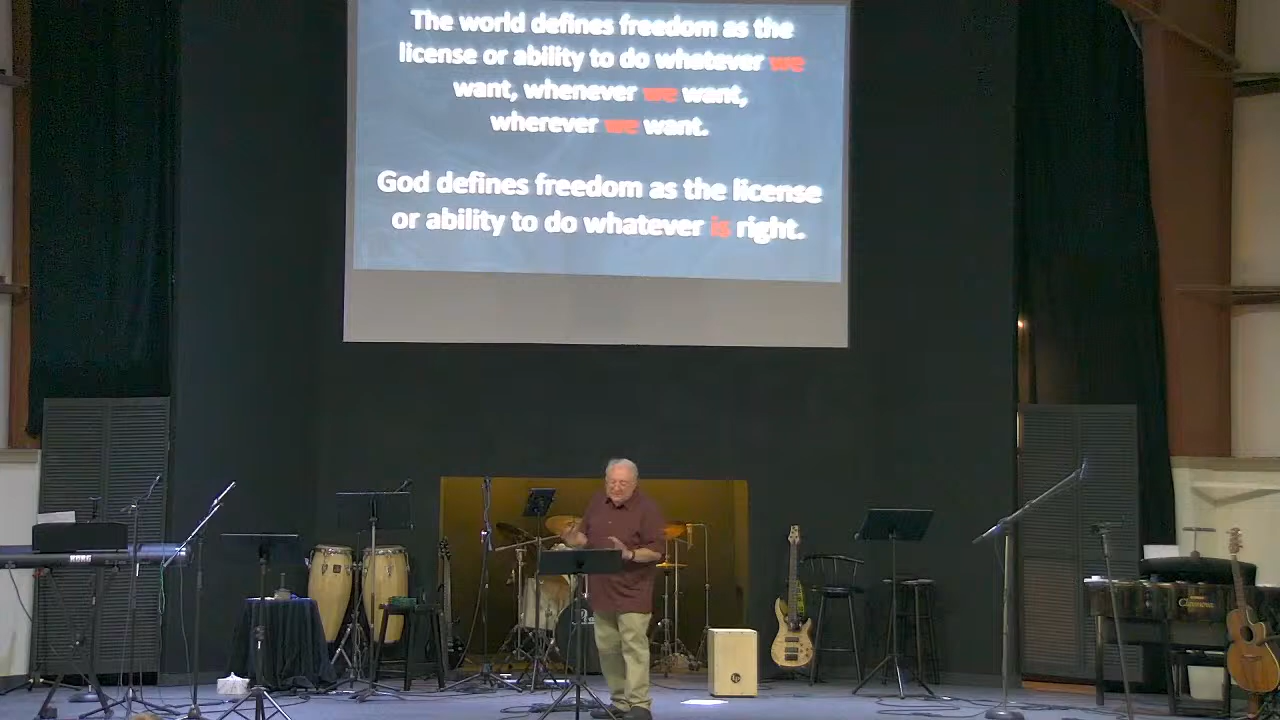 The world defines freedom as the
license or ability to do whatever we
want, whenever we want,
wherever we want.
God defines freedom as the license
or ability to do whatever is right.
KORG